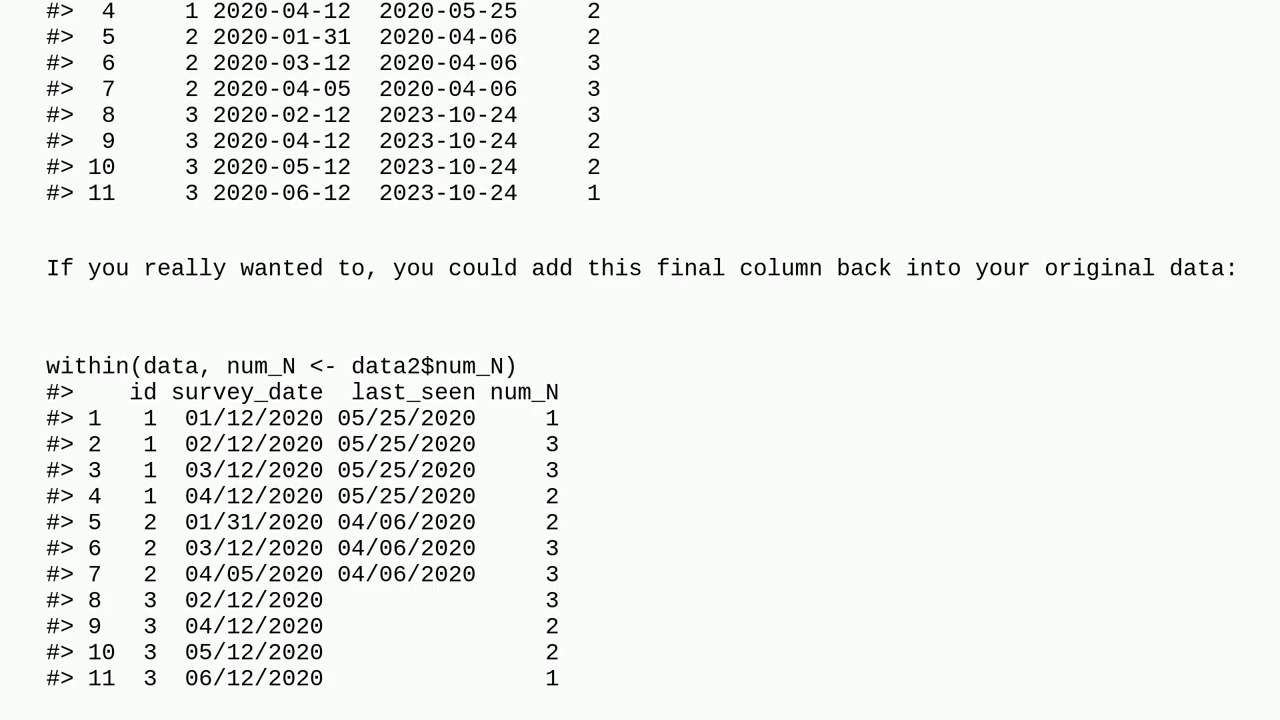 #>  4     1 2020-04-12  2020-05-25     2
#>  5     2 2020-01-31  2020-04-06     2
#>  6     2 2020-03-12  2020-04-06     3
#>  7     2 2020-04-05  2020-04-06     3
#>  8     3 2020-02-12  2023-10-24     3
#>  9     3 2020-04-12  2023-10-24     2
#> 10     3 2020-05-12  2023-10-24     2
#> 11     3 2020-06-12  2023-10-24     1
If you really wanted to, you could add this final column back into your original data:
within(data, num_N <- data2$num_N)
#>    id survey_date  last_seen num_N
#> 1   1  01/12/2020 05/25/2020     1
#> 2   1  02/12/2020 05/25/2020     3
#> 3   1  03/12/2020 05/25/2020     3
#> 4   1  04/12/2020 05/25/2020     2
#> 5   2  01/31/2020 04/06/2020     2
#> 6   2  03/12/2020 04/06/2020     3
#> 7   2  04/05/2020 04/06/2020     3
#> 8   3  02/12/2020                3
#> 9   3  04/12/2020                2
#> 10  3  05/12/2020                2
#> 11  3  06/12/2020                1